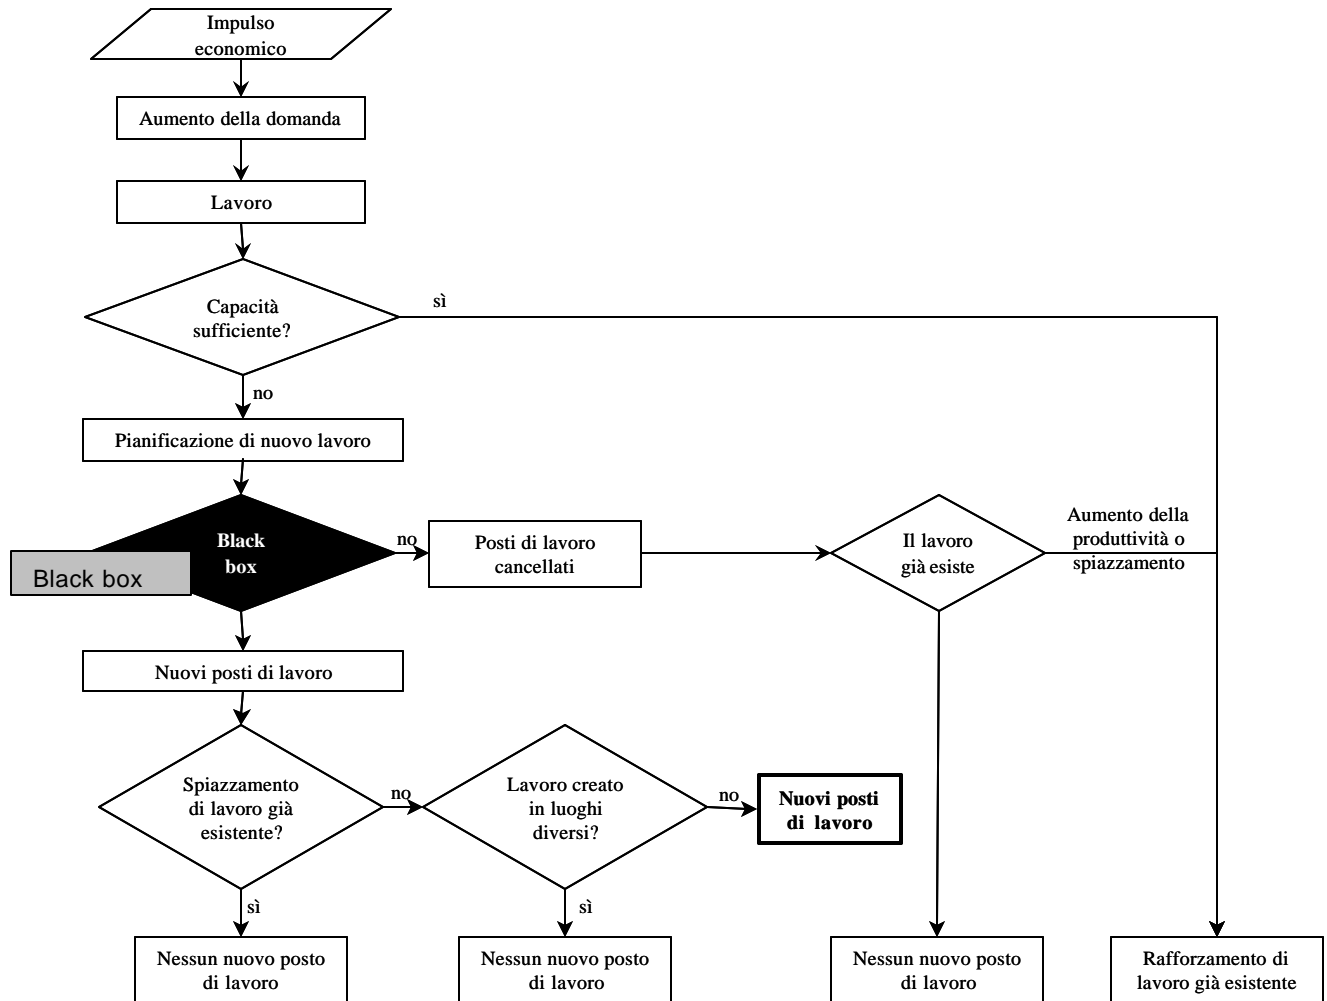 Impulso
economico
Aumento della domanda
Lavoro
Capacità
sufficiente?
sì
no
Pianificazione di nuovo lavoro
Black
box
Black box
no
Posti di lavoro
cancellati
Il lavoro
già esiste
Aumento della
produttività o
spiazzamento
Nuovi posti di lavoro
Spiazzamento
di lavoro già
esistente?
no
Lavoro creato
in luoghi
diversi?
no
Nuovi posti
di lavoro
sì
sì
Nessun nuovo posto
di lavoro
Nessun nuovo posto
di lavoro
Nessun nuovo posto
di lavoro
Rafforzamento di
lavoro già esistente